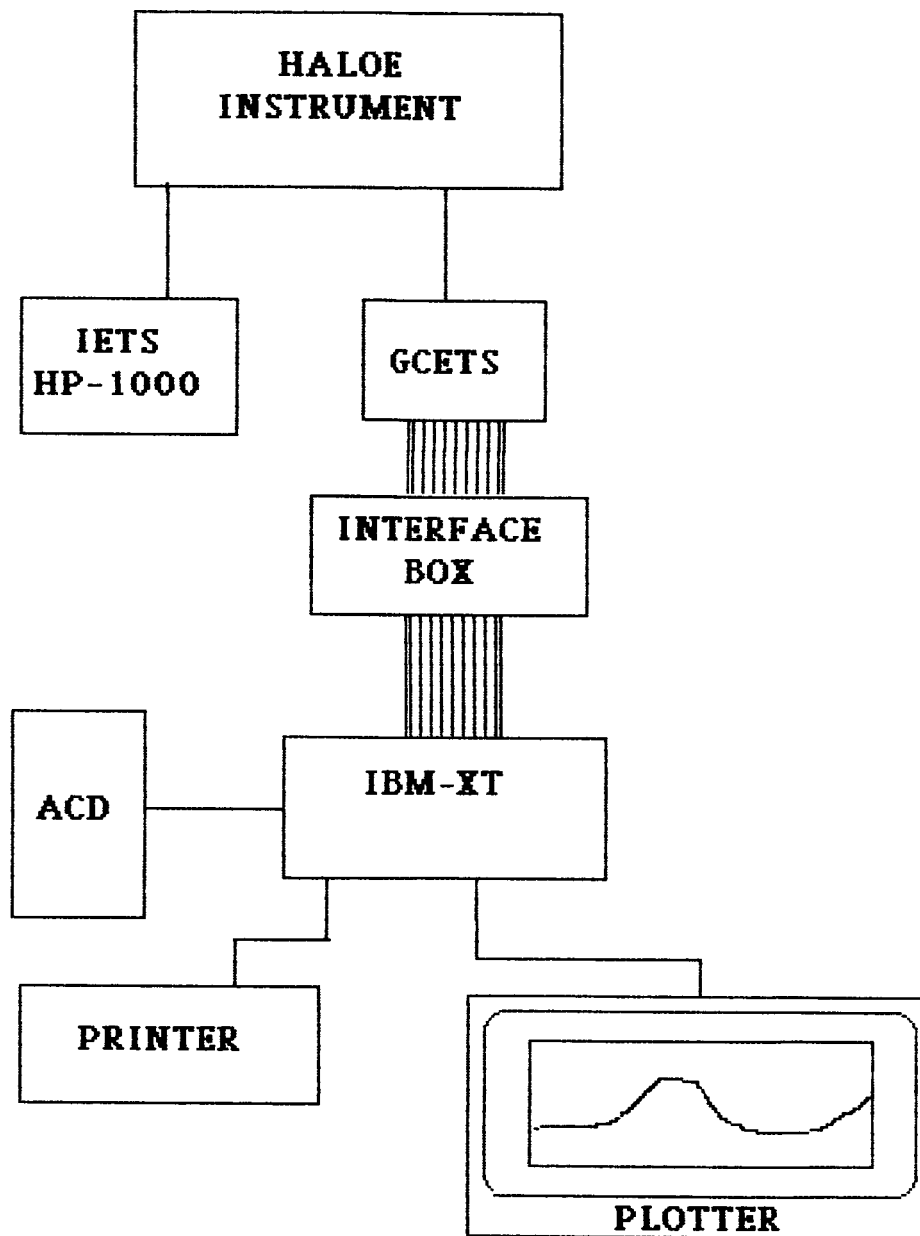 HALOE
INSTRUMENT
IETS
HP-1000
GCETS
INTERFACE
BOX
IBM-XT
ACD
PRINTER
PLOTTER